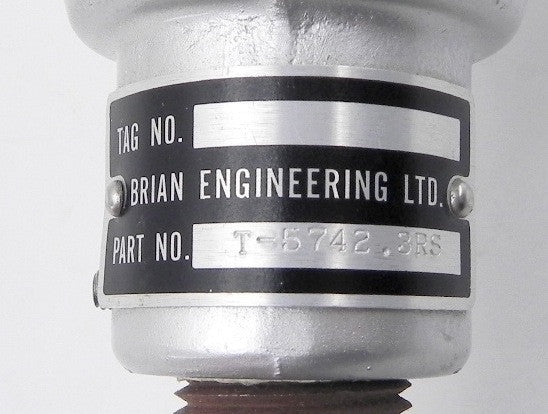 TAG NO.
BRIAN ENGINEERING LTD.
PART NO. T-5742.3RS